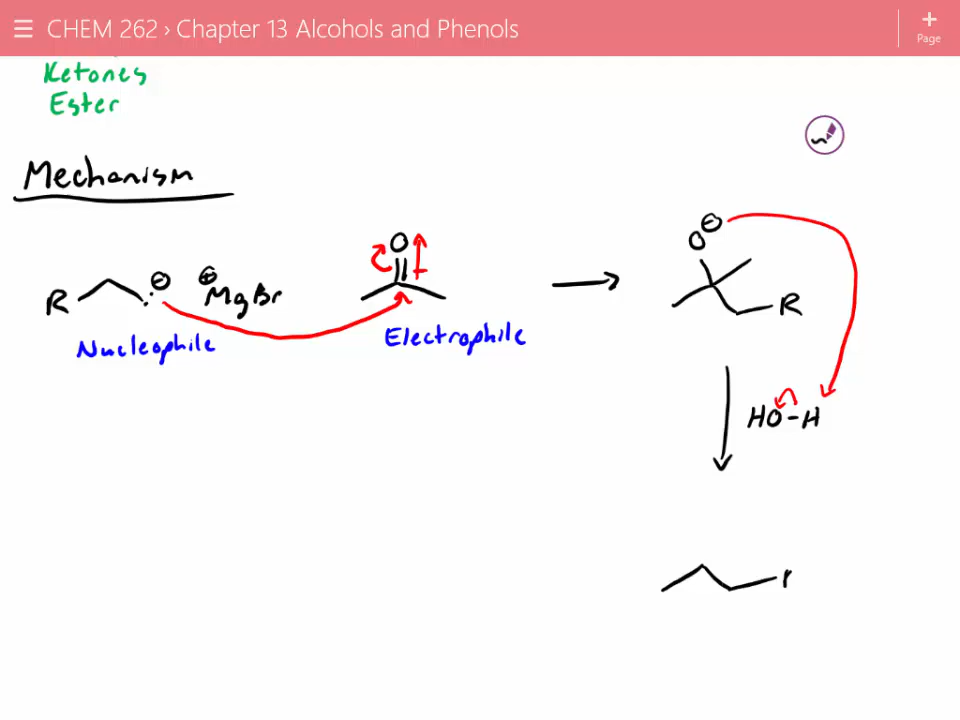 ☰ CHEM 262 › Chapter 13 Alcohols and Phenols
+
Page
Ketones
Ester
Mechanism
O⊖
O
R ⊖ ⊕MgBr
R
Nucleophile
Electrophile
HO-H